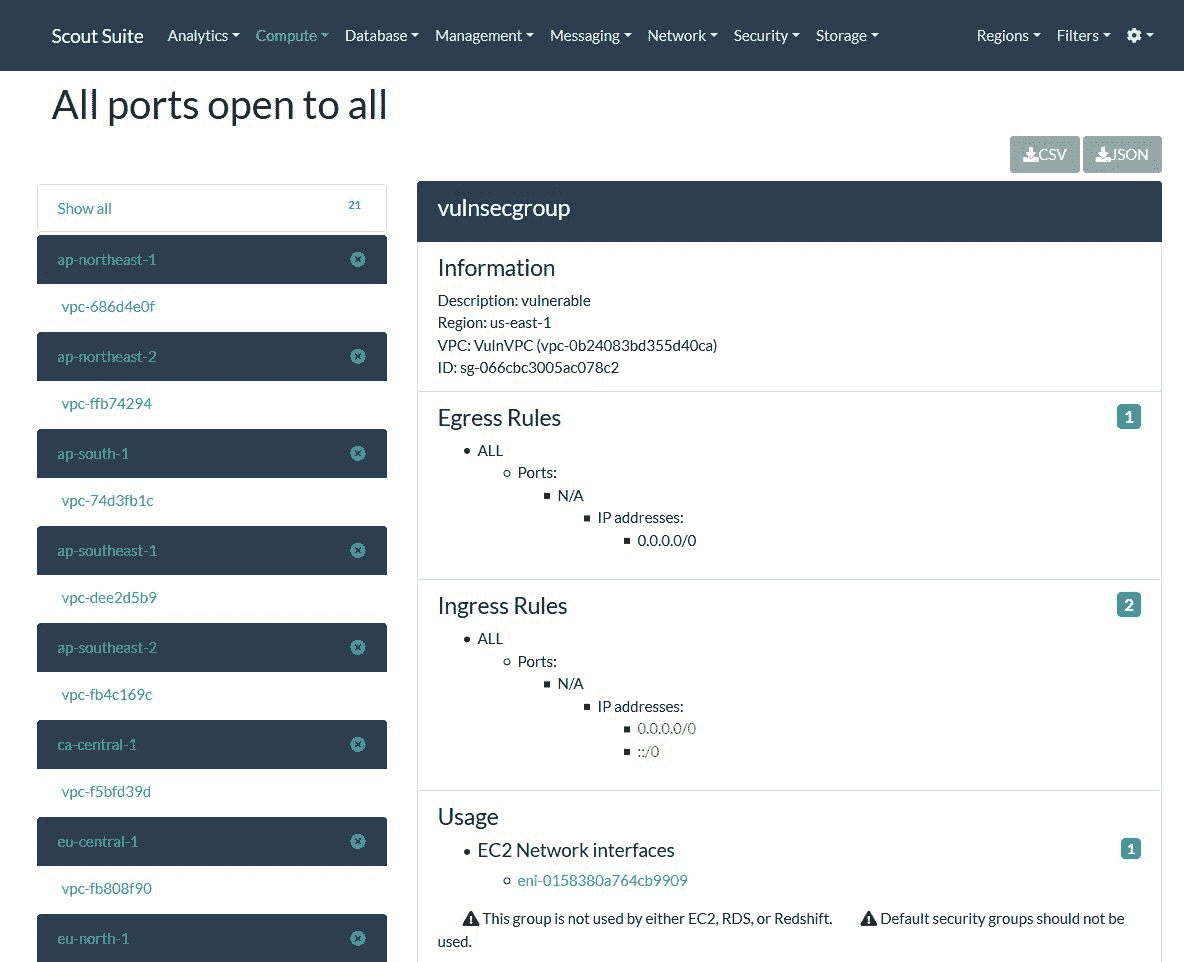 Scout Suite Analytics Compute Database Management Messaging Network Security Storage Regions Filters
All ports open to all
CSV JSON
Show all 21
ap-northeast-1
vpc-686d4e0f
ap-northeast-2
vpc-ffb74294
ap-south-1
vpc-74d3fb1c
ap-southeast-1
vpc-dee2d5b9
ap-southeast-2
vpc-fb4c169c
ca-central-1
vpc-f5bfd39d
eu-central-1
vpc-fb808f90
eu-north-1
vulnsecgroup
Information
Description: vulnerable
Region: us-east-1
VPC: VulnVPC (vpc-0b24083bd355d40ca)
ID: sg-066cbc3005ac078c2
Egress Rules 1
ALL
Ports:
N/A
IP addresses:
0.0.0.0/0
Ingress Rules 2
ALL
Ports:
N/A
IP addresses:
0.0.0.0/0
::/0
Usage
EC2 Network interfaces 1
eni-0158380a764cb9909
This group is not used by either EC2, RDS, or Redshift. Default security groups should not be
used.